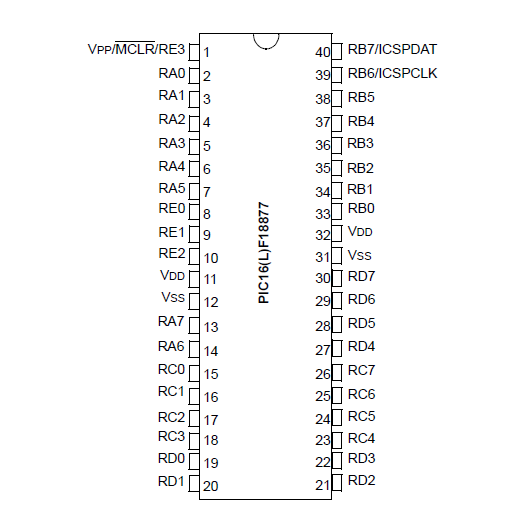 VPP/MCLR/RE3 1 40 RB7/ICSPDAT
RA0 2 39 RB6/ICSPCLK
RA1 3 38 RB5
RA2 4 37 RB4
RA3 5 36 RB3
RA4 6 35 RB2
RA5 7 34 RB1
RE0 8 33 RB0
RE1 9 32 VDD
RE2 10 31 VSS
VDD 11 30 RD7
VSS 12 29 RD6
RA7 13 28 RD5
RA6 14 27 RD4
RC0 15 26 RC7
RC1 16 25 RC6
RC2 17 24 RC5
RC3 18 23 RC4
RD0 19 22 RD3
RD1 20 21 RD2
PIC16(L)F18877